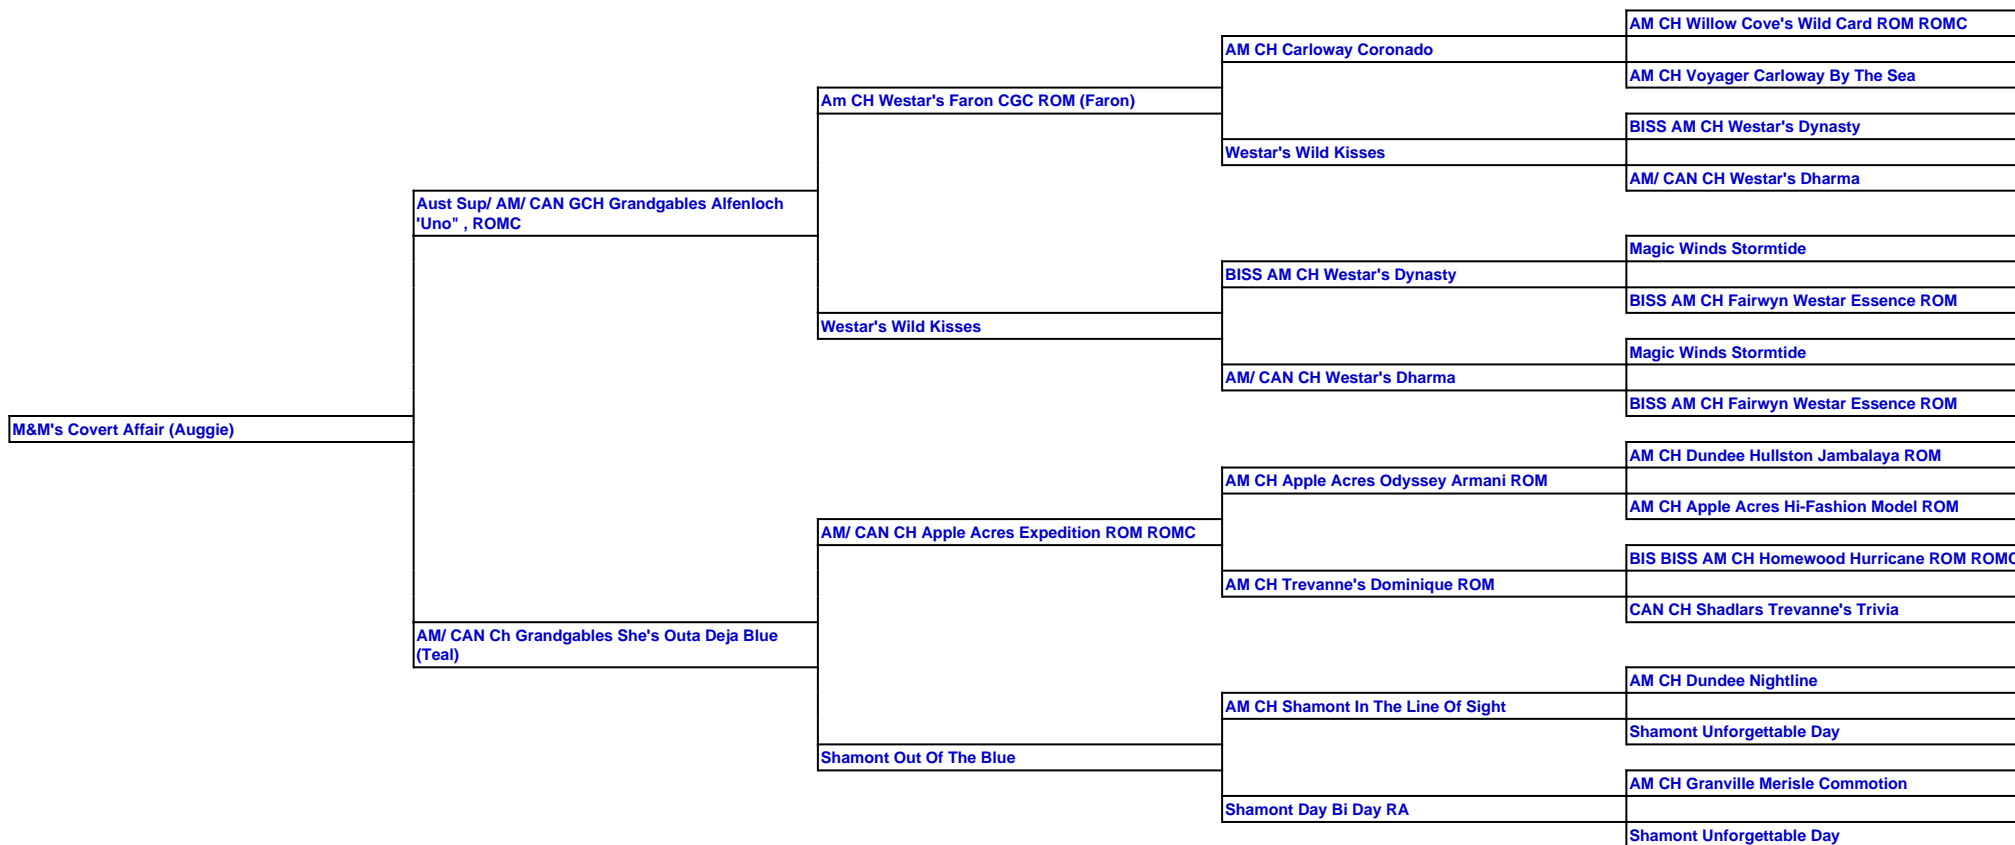 AM CH Willow Cove's Wild Card ROM ROMC
AM CH Carloway Coronado
AM CH Voyager Carloway By The Sea
Am CH Westar's Faron CGC ROM (Faron)
BISS AM CH Westar's Dynasty
Westar's Wild Kisses
AM/ CAN CH Westar's Dharma
Aust Sup/ AM/ CAN GCH Grandgables Alfenloch
'Uno" , ROMC
Magic Winds Stormtide
BISS AM CH Westar's Dynasty
BISS AM CH Fairwyn Westar Essence ROM
Westar's Wild Kisses
Magic Winds Stormtide
AM/ CAN CH Westar's Dharma
BISS AM CH Fairwyn Westar Essence ROM
M&M's Covert Affair (Auggie)
AM CH Dundee Hullston Jambalaya ROM
AM CH Apple Acres Odyssey Armani ROM
AM CH Apple Acres Hi-Fashion Model ROM
AM/ CAN CH Apple Acres Expedition ROM ROMC
BIS BISS AM CH Homewood Hurricane ROM ROMC
AM CH Trevanne's Dominique ROM
CAN CH Shadlars Trevanne's Trivia
AM/ CAN Ch Grandgables She's Outa Deja Blue
(Teal)
AM CH Dundee Nightline
AM CH Shamont In The Line Of Sight
Shamont Unforgettable Day
Shamont Out Of The Blue
AM CH Granville Merisle Commotion
Shamont Day Bi Day RA
Shamont Unforgettable Day